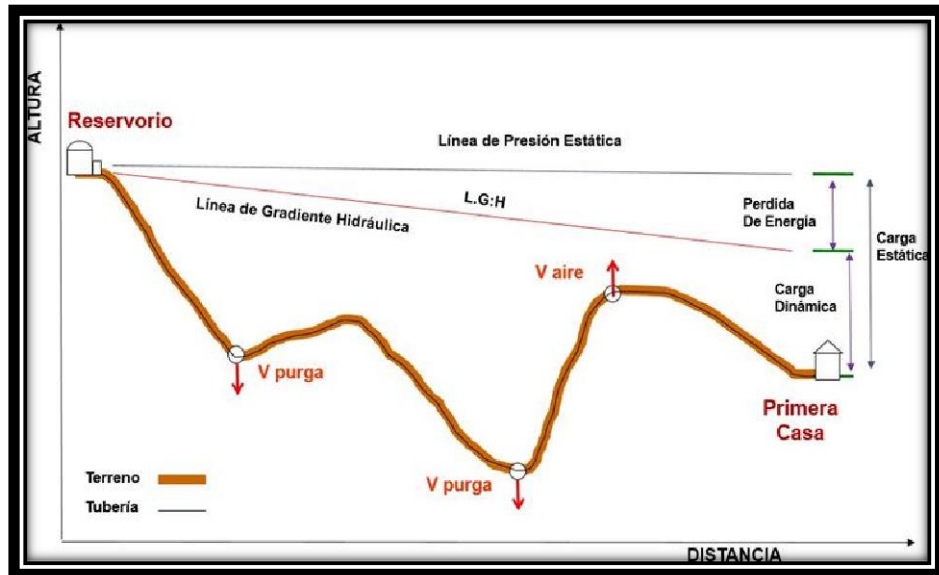 ALTURA
Reservorio
Línea de Presión Estática
L.G:H
Línea de Gradiente Hidráulica
Perdida
De Energía
Carga
Estática
V aire
Carga
Dinámica
V purga
Primera
Casa
V purga
Terreno
Tubería
DISTANCIA